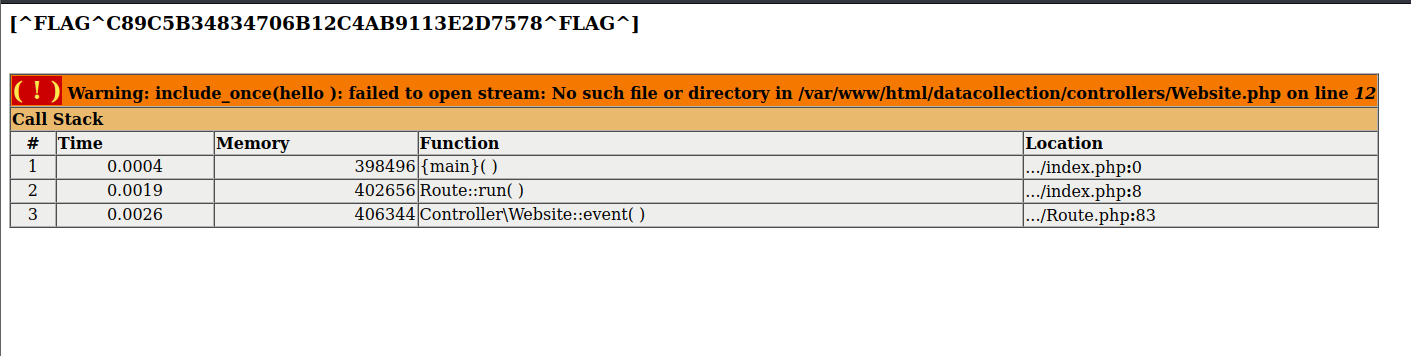 [^FLAG^C89C5B34834706B12C4AB9113E2D7578^FLAG^]
( ! ) Warning: include_once(hello ): failed to open stream: No such file or directory in /var/www/html/datacollection/controllers/Website.php on line 12
Call Stack
# Time Memory Function Location
1 0.0004 398496 {main}( ) .../index.php:0
2 0.0019 402656 Route::run( ) .../index.php:8
3 0.0026 406344 Controller\Website::event( ) .../Route.php:83